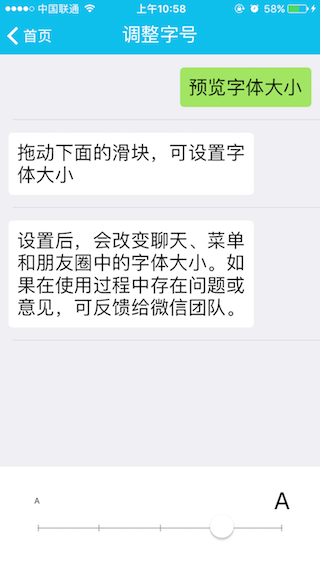 中国联通 上午10:58 58%
首页 调整字号
预览字体大小
拖动下面的滑块，可设置字
体大小
设置后，会改变聊天、菜单
和朋友圈中的字体大小。如
果在使用过程中存在问题或
意见，可反馈给微信团队。
A A